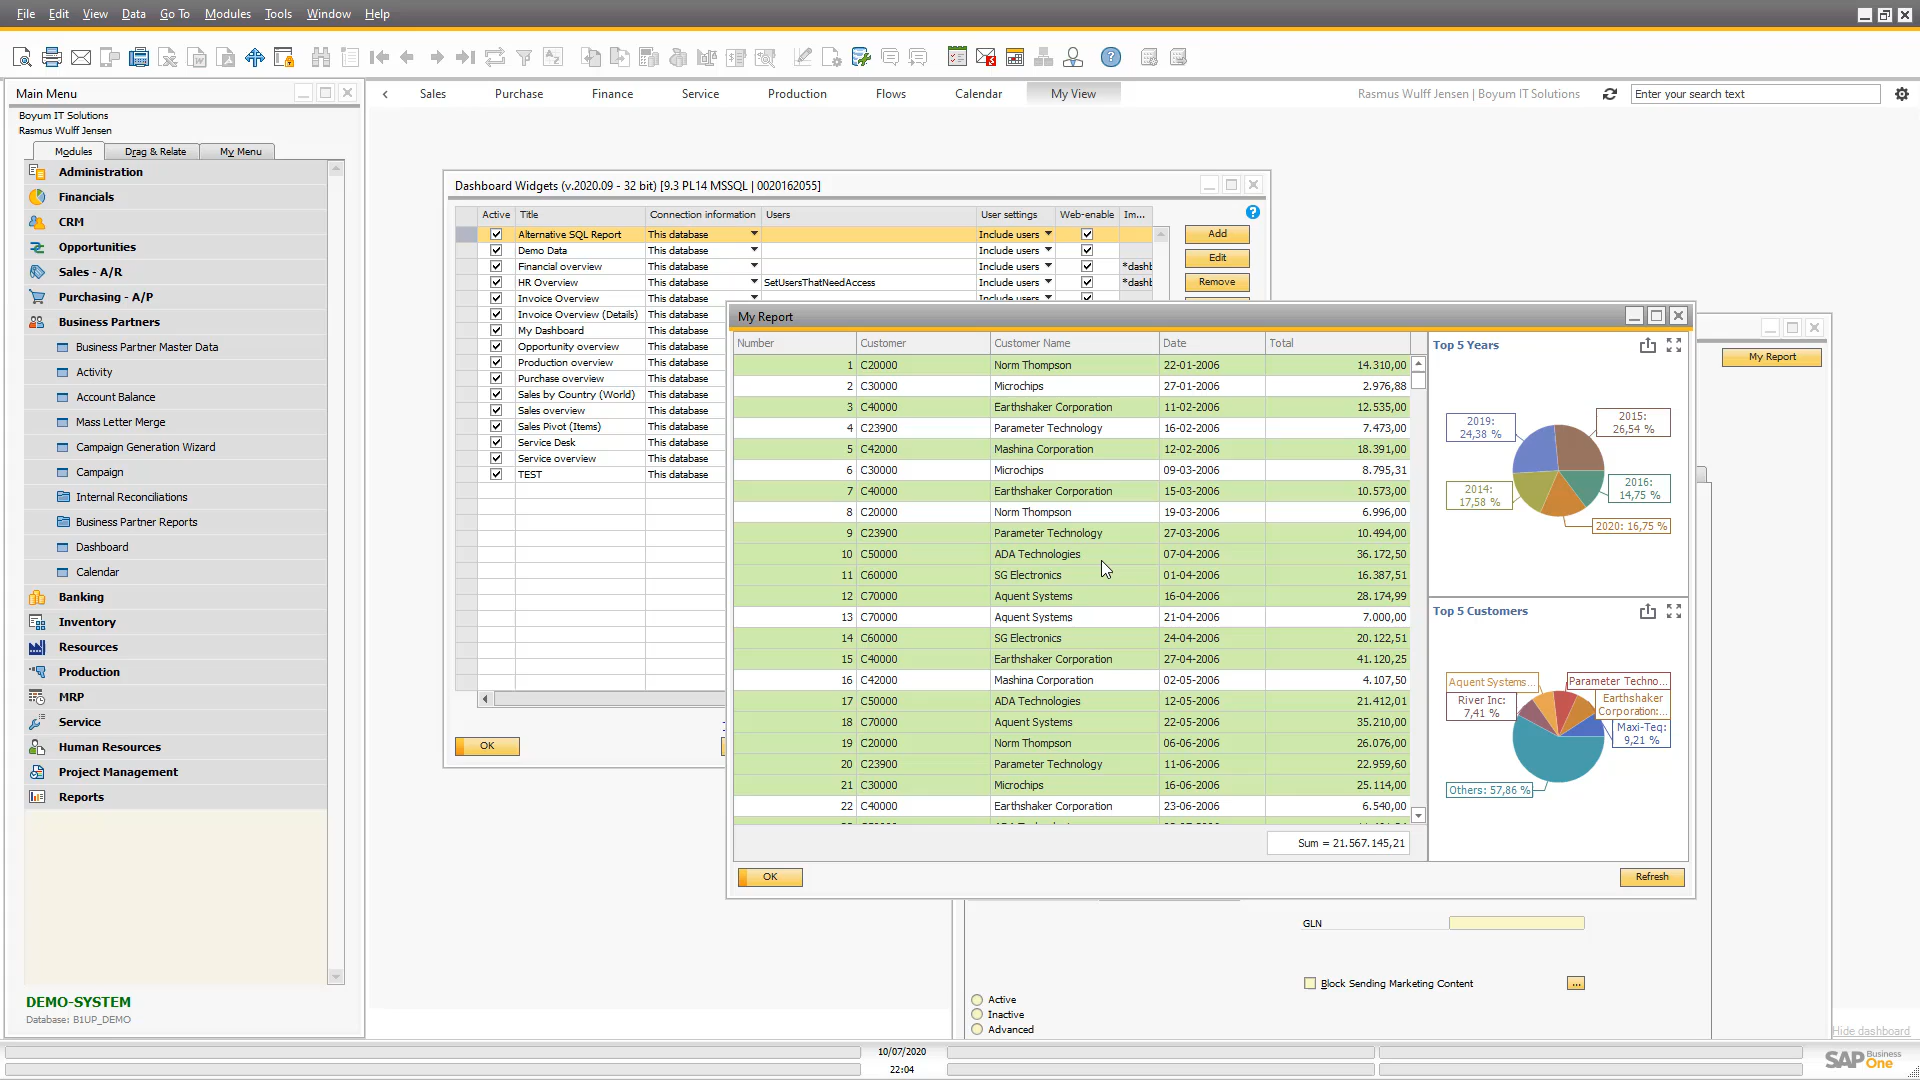 File Edit View Data Go To Modules Tools Window Help
Main Menu
Boyum IT Solutions
Rasmus Wulff Jensen
Modules Drag & Relate My Menu
Administration
Financials
CRM
Opportunities
Sales - A/R
Purchasing - A/P
Business Partners
Business Partner Master Data
Activity
Account Balance
Mass Letter Merge
Campaign Generation Wizard
Campaign
Internal Reconciliations
Business Partner Reports
Dashboard
Calendar
Banking
Inventory
Resources
Production
MRP
Service
Human Resources
Project Management
Reports
DEMO-SYSTEM
Database: B1UP_DEMO
Sales Purchase Finance Service Production Flows Calendar My View
Rasmus Wulff Jensen | Boyum IT Solutions
Enter your search text
Dashboard Widgets (v.2020.09 - 32 bit) [9.3 PL14 MSSQL | 0020162055]
Active Title Connection information Users User settings Web-enable Im...
Alternative SQL Report This database Include users
Demo Data This database Include users
Financial overview This database Include users *dashb
HR Overview This database SetUsersThatNeedAccess Include users *dashb
Invoice Overview This database Include users
Invoice Overview (Details) This database
My Dashboard This database
Opportunity overview This database
Production overview This database
Purchase overview This database
Sales by Country (World) This database
Sales overview This database
Sales Pivot (Items) This database
Service Desk This database
Service overview This database
TEST This database
Add
Edit
Remove
OK
My Report
Number Customer Customer Name Date Total
1 C20000 Norm Thompson 22-01-2006 14.310,00
2 C30000 Microchips 27-01-2006 2.976,88
3 C40000 Earthshaker Corporation 11-02-2006 12.535,00
4 C23900 Parameter Technology 16-02-2006 7.473,00
5 C42000 Mashina Corporation 12-02-2006 18.391,00
6 C30000 Microchips 09-03-2006 8.795,31
7 C40000 Earthshaker Corporation 15-03-2006 10.573,00
8 C20000 Norm Thompson 19-03-2006 6.996,00
9 C23900 Parameter Technology 27-03-2006 10.494,00
10 C50000 ADA Technologies 07-04-2006 36.172,50
11 C60000 SG Electronics 01-04-2006 16.387,51
12 C70000 Aquent Systems 16-04-2006 28.174,99
13 C70000 Aquent Systems 21-04-2006 7.000,00
14 C60000 SG Electronics 24-04-2006 20.122,51
15 C40000 Earthshaker Corporation 27-04-2006 41.120,25
16 C42000 Mashina Corporation 02-05-2006 4.107,50
17 C50000 ADA Technologies 12-05-2006 21.412,01
18 C70000 Aquent Systems 22-05-2006 35.210,00
19 C20000 Norm Thompson 06-06-2006 26.076,00
20 C23900 Parameter Technology 11-06-2006 22.959,60
21 C30000 Microchips 16-06-2006 25.114,00
22 C40000 Earthshaker Corporation 23-06-2006 6.540,00
Sum = 21.567.145,21
OK
Refresh
Top 5 Years
2019:
24,38 %
2015:
26,54 %
2014:
17,58 %
2016:
14,75 %
2020: 16,75 %
Top 5 Customers
Aquent Systems...
Parameter Techno...
River Inc:
7,41 %
Earthshaker
Corporation:...
Maxi-Teq:
9,21 %
Others: 57,86 %
My Report
GLN
Block Sending Marketing Content
...
Active
Inactive
Advanced
Hide dashboard
10/07/2020
22:04
SAP Business
One